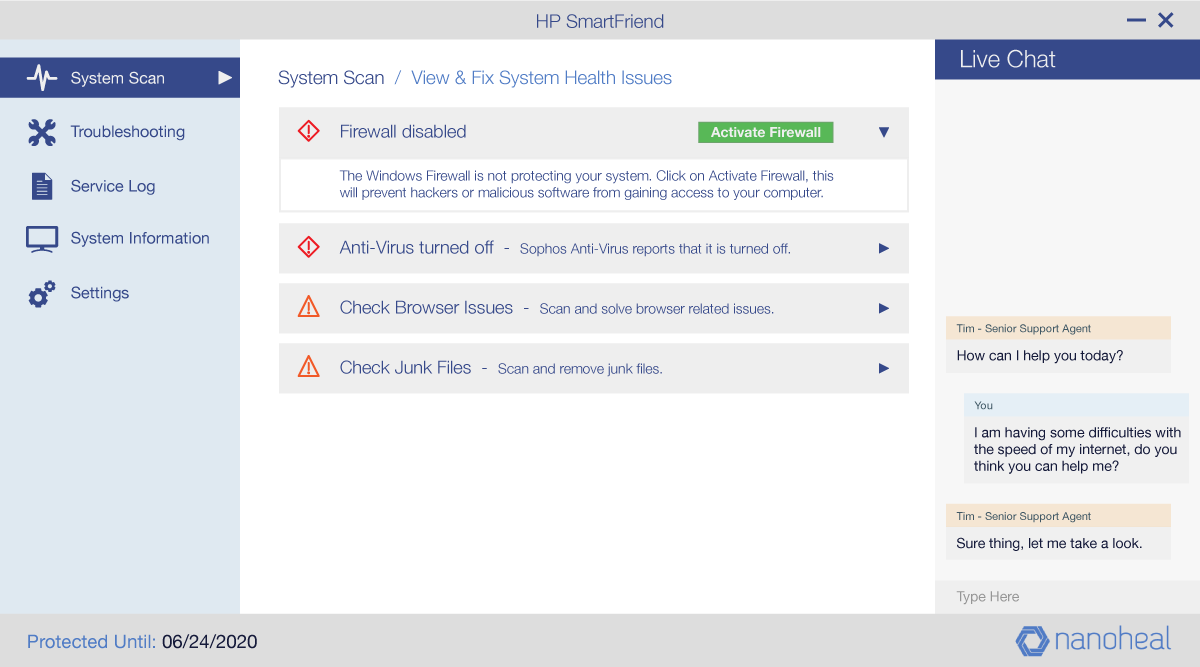 HP SmartFriend
System Scan
Troubleshooting
Service Log
System Information
Settings
System Scan / View & Fix System Health Issues
Firewall disabled
Activate Firewall
The Windows Firewall is not protecting your system. Click on Activate Firewall, this
will prevent hackers or malicious software from gaining access to your computer.
Anti-Virus turned off - Sophos Anti-Virus reports that it is turned off.
Check Browser Issues - Scan and solve browser related issues.
Check Junk Files - Scan and remove junk files.
Live Chat
Tim - Senior Support Agent
How can I help you today?
You
I am having some difficulties with
the speed of my internet, do you
think you can help me?
Tim - Senior Support Agent
Sure thing, let me take a look.
Type Here
Protected Until: 06/24/2020
nanoheal